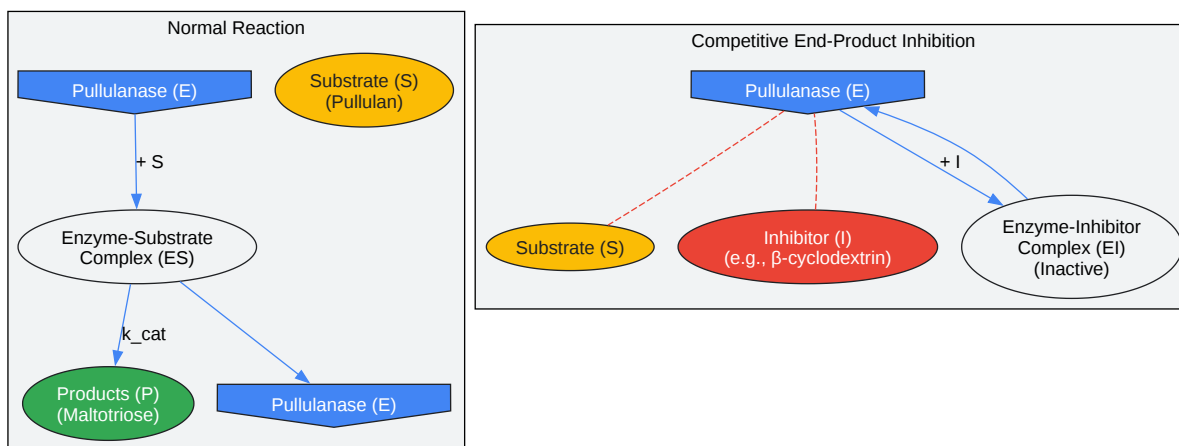 Normal Reaction
Pullulanase (E)
Substrate (S)
(Pullulan)
+ S
Enzyme-Substrate
Complex (ES)
k_cat
Products (P)
(Maltotriose)
Pullulanase (E)
Competitive End-Product Inhibition
Pullulanase (E)
+ I
Substrate (S)
Inhibitor (I)
(e.g., β-cyclodextrin)
Enzyme-Inhibitor
Complex (EI)
(Inactive)